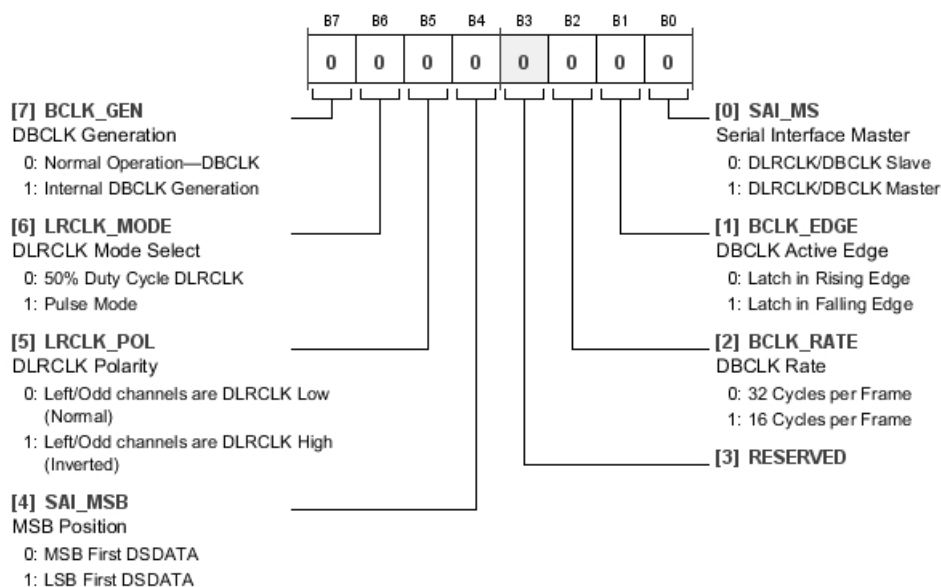 B7 B6 B5 B4 B3 B2 B1 B0
0 0 0 0 0 0 0 0
[7] BCLK_GEN
DBCLK Generation
0: Normal Operation—DBCLK
1: Internal DBCLK Generation
[6] LRCLK_MODE
DLRCLK Mode Select
0: 50% Duty Cycle DLRCLK
1: Pulse Mode
[5] LRCLK_POL
DLRCLK Polarity
0: Left/Odd channels are DLRCLK Low
(Normal)
1: Left/Odd channels are DLRCLK High
(Inverted)
[4] SAI_MSB
MSB Position
0: MSB First DSDATA
1: LSB First DSDATA
[0] SAI_MS
Serial Interface Master
0: DLRCLK/DBCLK Slave
1: DLRCLK/DBCLK Master
[1] BCLK_EDGE
DBCLK Active Edge
0: Latch in Rising Edge
1: Latch in Falling Edge
[2] BCLK_RATE
DBCLK Rate
0: 32 Cycles per Frame
1: 16 Cycles per Frame
[3] RESERVED